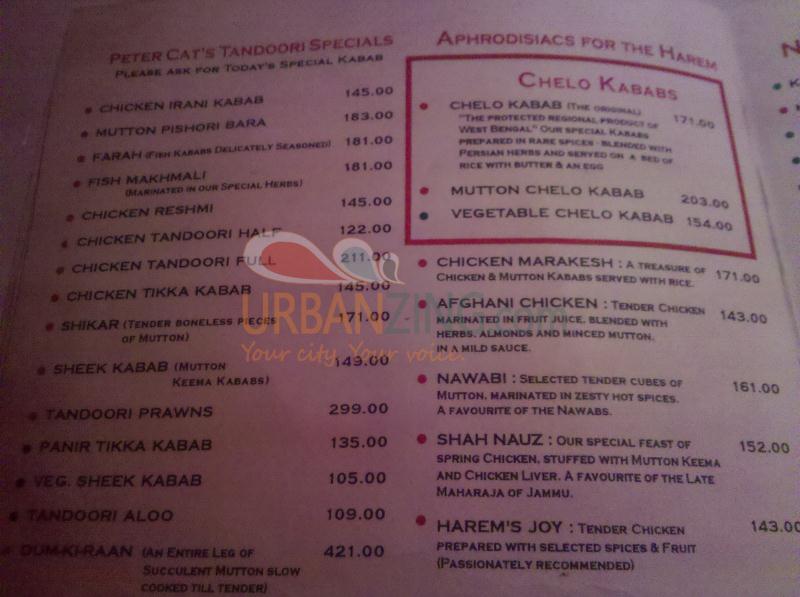 PETER CAT'S TANDOORI SPECIALS
PLEASE ASK FOR TODAY'S SPECIAL KABAB
CHICKEN IRANI KABAB 145.00
MUTTON PISHORI BARA 183.00
FARAH (FISH KABABS DELICATELY SEASONED) 181.00
FISH MAKHMALI 181.00
(MARINATED IN OUR SPECIAL HERBS)
CHICKEN RESHMI 145.00
CHICKEN TANDOORI HALF 122.00
CHICKEN TANDOORI FULL 211.00
CHICKEN TIKKA KABAB 145.00
SHIKAR (TENDER BONELESS PIECES 171.00
OF MUTTON)
SHEEK KABAB (MUTTON 149.00
KEEMA KABABS)
TANDOORI PRAWNS 299.00
PANIR TIKKA KABAB 135.00
VEG. SHEEK KABAB 105.00
TANDOORI ALOO 109.00
DUM-KI-RAAN (AN ENTIRE LEG OF 421.00
SUCCULENT MUTTON SLOW
COOKED TILL TENDER)
APHRODISIACS FOR THE HAREM
CHELO KABABS
CHELO KABAB (THE ORIGINAL) 171.00
"THE PROTECTED REGIONAL PRODUCT OF
WEST BENGAL" OUR SPECIAL KABABS
PREPARED IN RARE SPICES - BLENDED WITH
PERSIAN HERBS AND SERVED ON A BED OF
RICE WITH BUTTER & AN EGG
MUTTON CHELO KABAB 203.00
VEGETABLE CHELO KABAB 154.00
CHICKEN MARAKESH : A TREASURE OF 171.00
CHICKEN & MUTTON KABABS SERVED WITH RICE.
AFGHANI CHICKEN : TENDER CHICKEN 143.00
MARINATED IN FRUIT JUICE, BLENDED WITH
HERBS, ALMONDS AND MINCED MUTTON,
IN A MILD SAUCE.
NAWABI : SELECTED TENDER CUBES OF 161.00
MUTTON, MARINATED IN ZESTY HOT SPICES.
A FAVOURITE OF THE NAWABS.
SHAH NAUZ : OUR SPECIAL FEAST OF 152.00
SPRING CHICKEN, STUFFED WITH MUTTON KEEMA
AND CHICKEN LIVER. A FAVOURITE OF THE LATE
MAHARAJA OF JAMMU.
HAREM'S JOY : TENDER CHICKEN 143.00
PREPARED WITH SELECTED SPICES & FRUIT
(PASSIONATELY RECOMMENDED)
Your city. Your voice.